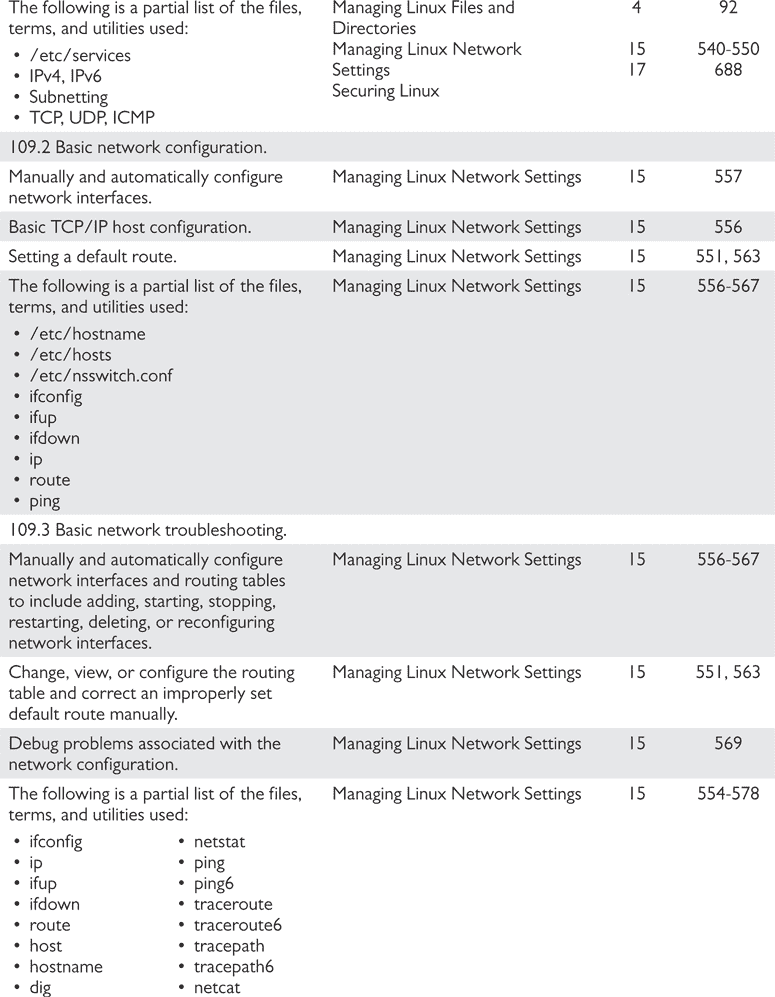 The following is a partial list of the files, Managing Linux Files and 4 92
terms, and utilities used: Directories
• /etc/services Managing Linux Network 15 540-550
• IPv4, IPv6 Settings 17 688
• Subnetting Securing Linux
• TCP, UDP, ICMP
109.2 Basic network configuration.
Manually and automatically configure Managing Linux Network Settings 15 557
network interfaces.
Basic TCP/IP host configuration. Managing Linux Network Settings 15 556
Setting a default route. Managing Linux Network Settings 15 551, 563
The following is a partial list of the files, Managing Linux Network Settings 15 556-567
terms, and utilities used:
• /etc/hostname
• /etc/hosts
• /etc/nsswitch.conf
• ifconfig
• ifup
• ifdown
• ip
• route
• ping
109.3 Basic network troubleshooting.
Manually and automatically configure Managing Linux Network Settings 15 556-567
network interfaces and routing tables
to include adding, starting, stopping,
restarting, deleting, or reconfiguring
network interfaces.
Change, view, or configure the routing Managing Linux Network Settings 15 551, 563
table and correct an improperly set
default route manually.
Debug problems associated with the Managing Linux Network Settings 15 569
network configuration.
The following is a partial list of the files, Managing Linux Network Settings 15 554-578
terms, and utilities used:
• ifconfig • netstat
• ip • ping
• ifup • ping6
• ifdown • traceroute
• route • traceroute6
• host • tracepath
• hostname • tracepath6
• dig • netcat